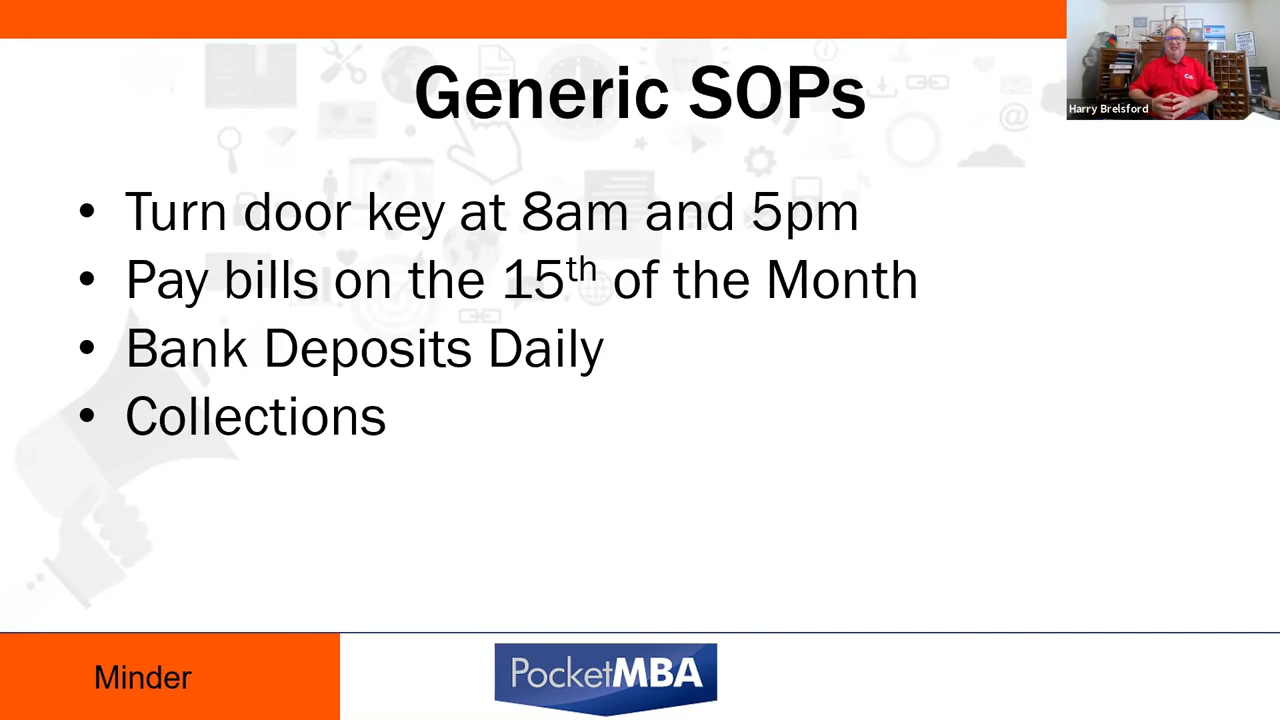 Generic SOPs
Harry Brelsford
• Turn door key at 8am and 5pm
• Pay bills on the 15th of the Month
• Bank Deposits Daily
• Collections
Minder
PocketMBA